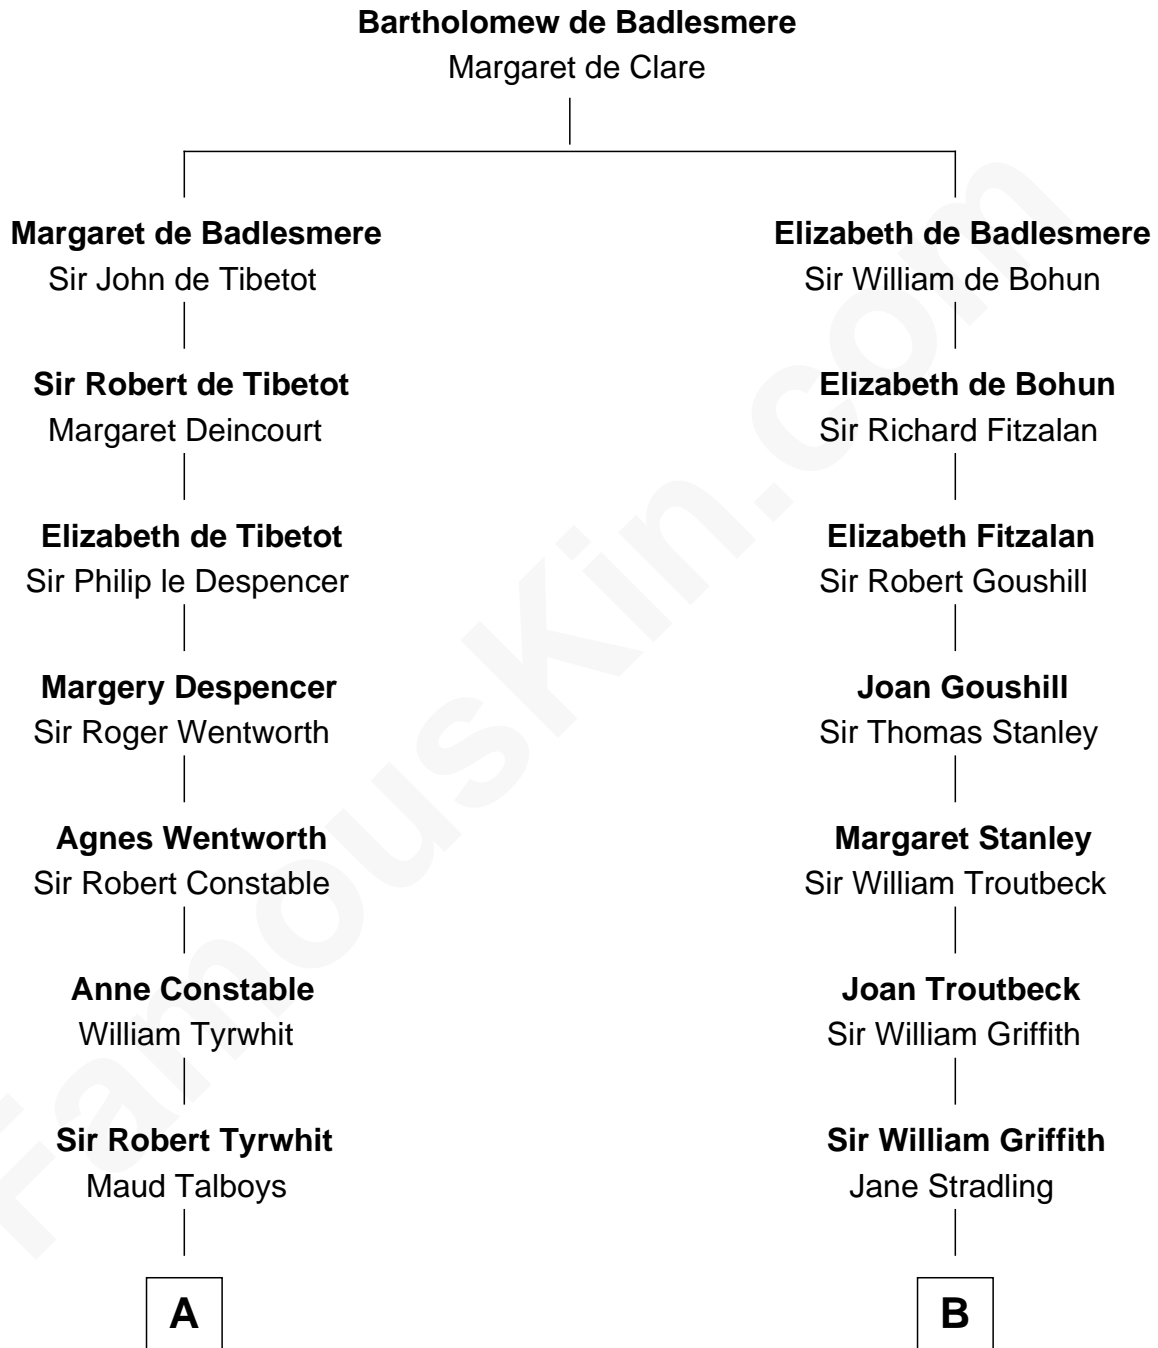 Bartholomew de Badlesmere
Margaret de Clare
Margaret de Badlesmere
Sir John de Tibetot
Elizabeth de Badlesmere
Sir William de Bohun
Sir Robert de Tibetot
Margaret Deincourt
Elizabeth de Bohun
Sir Richard Fitzalan
Elizabeth de Tibetot
Sir Philip le Despencer
Elizabeth Fitzalan
Sir Robert Goushill
Margery Despencer
Sir Roger Wentworth
Joan Goushill
Sir Thomas Stanley
Agnes Wentworth
Sir Robert Constable
Margaret Stanley
Sir William Troutbeck
Anne Constable
William Tyrwhit
Joan Troutbeck
Sir William Griffith
Sir Robert Tyrwhit
Maud Talboys
Sir William Griffith
Jane Stradling
A
B
FamousKin.com